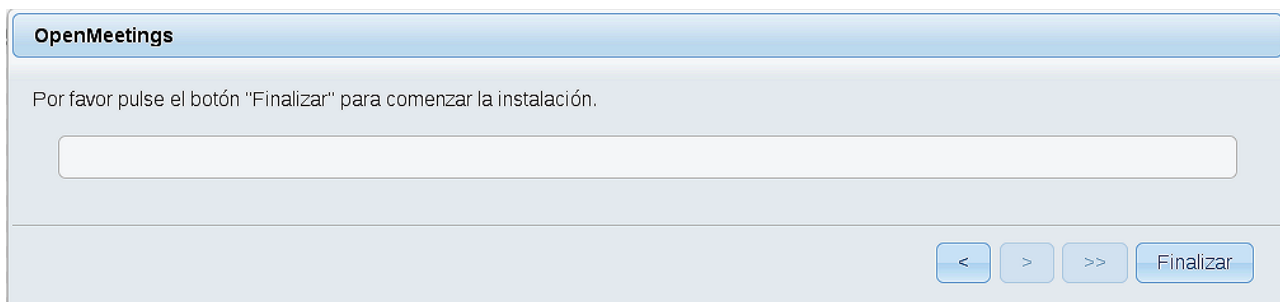 OpenMeetings
Por favor pulse el botón "Finalizar" para comenzar la instalación.
< > >> Finalizar